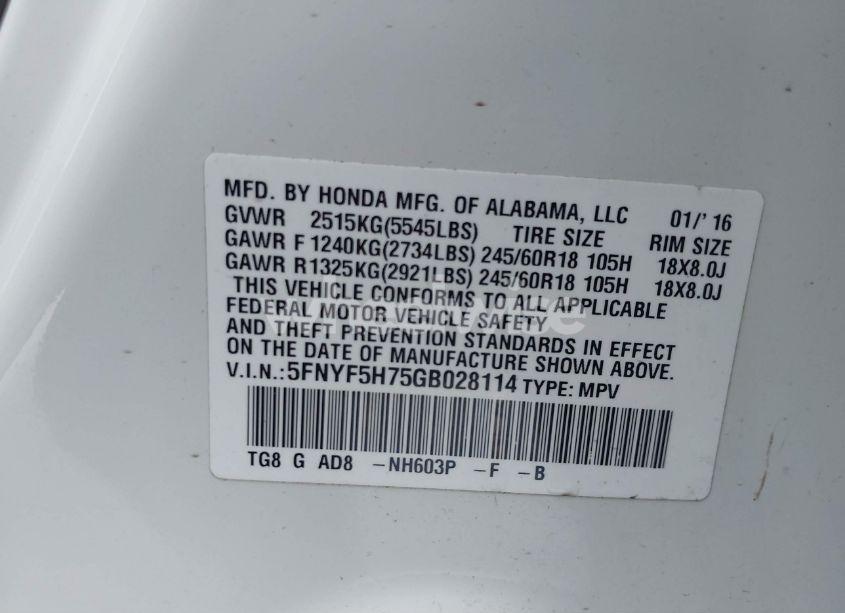 MFD. BY HONDA MFG. OF ALABAMA, LLC 01/'16
GVWR 2515KG(5545LBS) TIRE SIZE RIM SIZE
GAWR F 1240KG(2734LBS) 245/60R18 105H 18X8.0J
GAWR R1325KG(2921LBS) 245/60R18 105H 18X8.0J
THIS VEHICLE CONFORMS TO ALL APPLICABLE
FEDERAL MOTOR VEHICLE SAFETY
AND THEFT PREVENTION STANDARDS IN EFFECT
ON THE DATE OF MANUFACTURE SHOWN ABOVE.
V.I.N.:5FNYF5H75GB028114 TYPE: MPV
TG8 G AD8 -NH603P -F -B